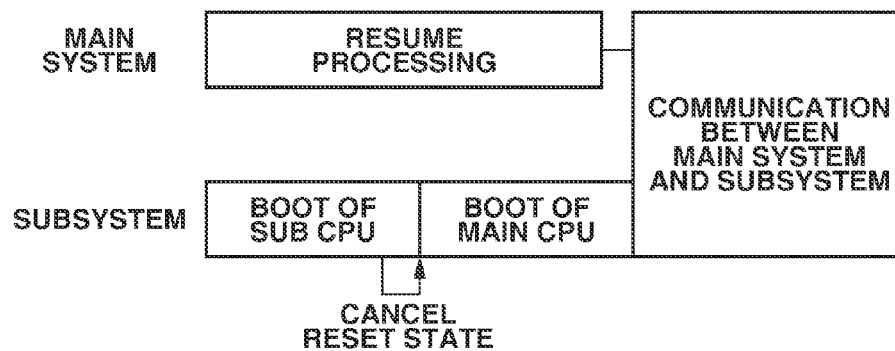 MAIN
SYSTEM
RESUME
PROCESSING
COMMUNICATION
BETWEEN
MAIN SYSTEM
AND SUBSYSTEM
SUBSYSTEM
BOOT OF
SUB CPU
BOOT OF
MAIN CPU
CANCEL
RESET STATE